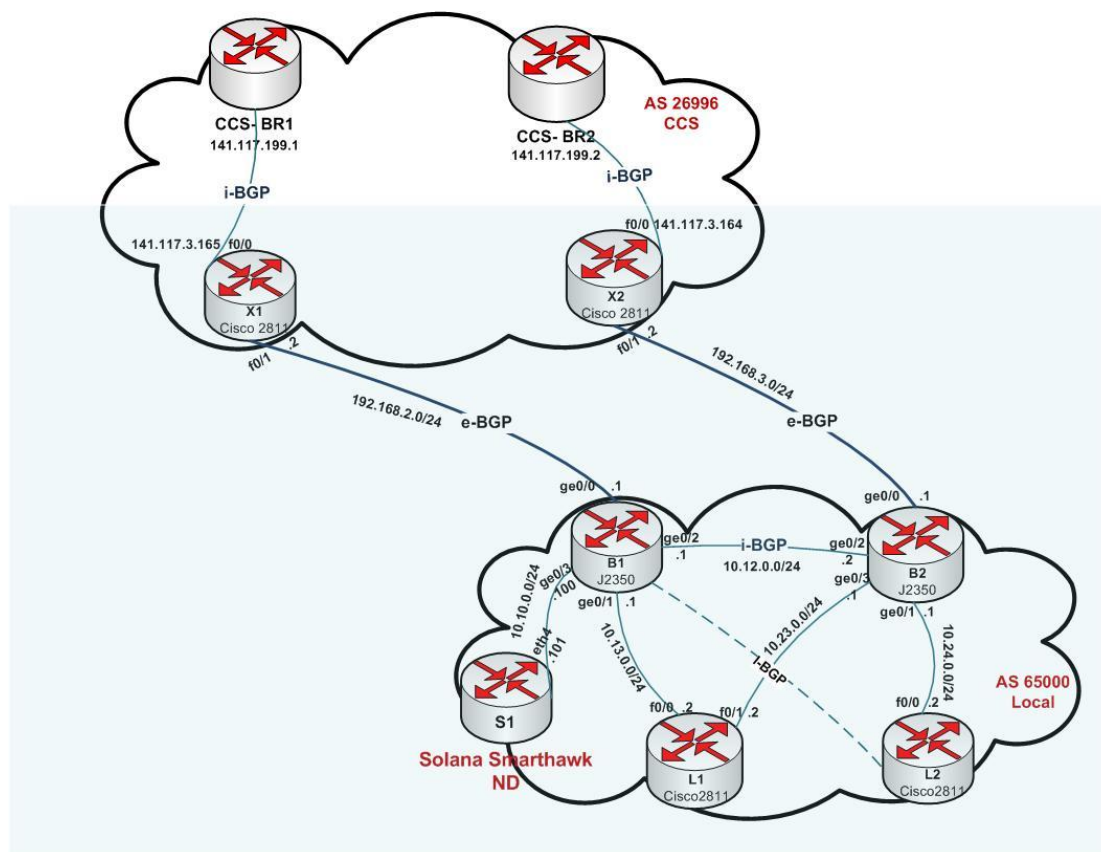 AS 26996
CCS
CCS- BR1
141.117.199.1
CCS- BR2
141.117.199.2
i-BGP
i-BGP
141.117.3.165 f0/0
f0/0 141.117.3.164
X1
Cisco 2811
X2
Cisco 2811
f0/1 .2
f0/1 .2
192.168.2.0/24
192.168.3.0/24
e-BGP
e-BGP
ge0/0 .1
ge0/0 .1
B1
J2350
ge0/2
.1
i-BGP
10.12.0.0/24
ge0/2
.2
B2
J2350
ge0/3
.100
10.10.0.0/24
eth4
.101
ge0/1 .1
10.13.0.0/24
ge0/3
.1
10.23.0.0/24
ge0/1 .1
10.24.0.0/24
i-BGP
AS 65000
Local
S1
Solana Smarthawk
ND
f0/0 .2
f0/1 .2
L1
Cisco2811
f0/0 .2
L2
Cisco2811